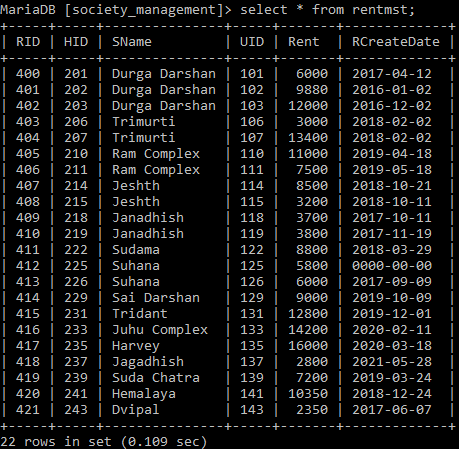 MariaDB [society_management]> select * from rentmst;
+-----+-----+---------------+-----+-------+-------------+
| RID | HID | SName         | UID | Rent  | RCreateDate |
+-----+-----+---------------+-----+-------+-------------+
| 400 | 201 | Durga Darshan | 101 |  6000 | 2017-04-12  |
| 401 | 202 | Durga Darshan | 102 |  9880 | 2016-01-02  |
| 402 | 203 | Durga Darshan | 103 | 12000 | 2016-12-02  |
| 403 | 206 | Trimurti      | 106 |  3000 | 2018-02-02  |
| 404 | 207 | Trimurti      | 107 | 13400 | 2018-02-02  |
| 405 | 210 | Ram Complex   | 110 | 11000 | 2019-04-18  |
| 406 | 211 | Ram Complex   | 111 |  7500 | 2019-05-18  |
| 407 | 214 | Jeshth        | 114 |  8500 | 2018-10-21  |
| 408 | 215 | Jeshth        | 115 |  3200 | 2018-10-11  |
| 409 | 218 | Janadhish     | 118 |  3700 | 2017-10-11  |
| 410 | 219 | Janadhish     | 119 |  3800 | 2017-11-19  |
| 411 | 222 | Sudama        | 122 |  8800 | 2018-03-29  |
| 412 | 225 | Suhana        | 125 |  5800 | 0000-00-00  |
| 413 | 226 | Suhana        | 126 |  6000 | 2017-09-09  |
| 414 | 229 | Sai Darshan   | 129 |  9000 | 2019-10-09  |
| 415 | 231 | Tridant       | 131 | 12800 | 2019-12-01  |
| 416 | 233 | Juhu Complex  | 133 | 14200 | 2020-02-11  |
| 417 | 235 | Harvey        | 135 | 16000 | 2020-03-18  |
| 418 | 237 | Jagadhish     | 137 |  2800 | 2021-05-28  |
| 419 | 239 | Suda Chatra   | 139 |  7200 | 2019-03-24  |
| 420 | 241 | Hemalaya      | 141 | 10350 | 2018-12-24  |
| 421 | 243 | Dvipal        | 143 |  2350 | 2017-06-07  |
+-----+-----+---------------+-----+-------+-------------+
22 rows in set (0.109 sec)